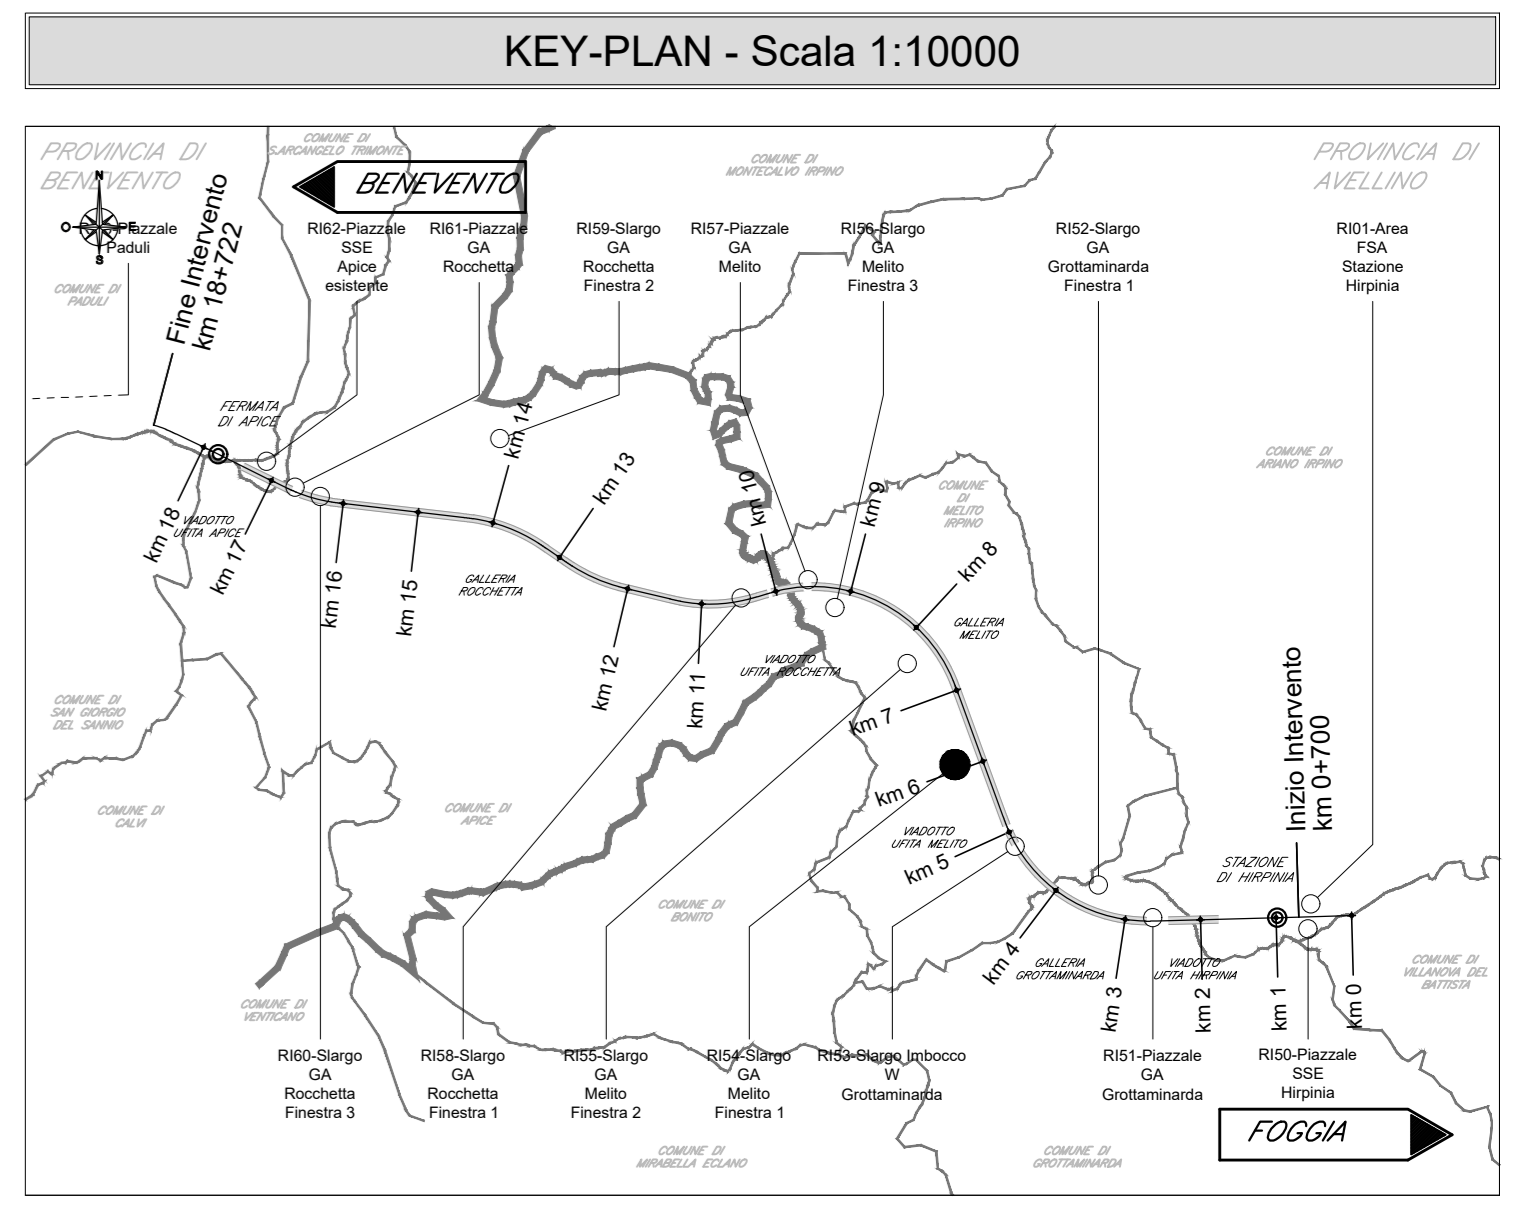 KEY-PLAN - Scala 1:10000
PROVINCIA DI
BENEVENTO
COMUNE DI
S.ARCANGELO TRIMONTE
BENEVENTO
COMUNE DI
MONTECALVO IRPINO
PROVINCIA DI
AVELLINO
N
O
E
S
Piazzale
Paduli
Fine Intervento
km 18+722
RI62-Piazzale
SSE
Apice
esistente
RI61-Piazzale
GA
Rocchetta
RI59-Slargo
GA
Rocchetta
Finestra 2
RI57-Piazzale
GA
Melito
RI56-Slargo
GA
Melito
Finestra 3
RI52-Slargo
GA
Grottaminarda
Finestra 1
RI01-Area
FSA
Stazione
Hirpinia
COMUNE DI
PADULI
FERMATA
DI APICE
COMUNE DI
ARIANO IRPINO
COMUNE
DI
MELITO
IRPINO
km 18
VIADOTTO
UFITA APICE
km 17
km 16
km 15
km 14
km 13
km 12
km 11
km 10
km 9
km 8
km 7
km 6
km 5
km 4
km 3
km 2
km 1
km 0
GALLERIA
ROCCHETTA
GALLERIA
MELITO
VIADOTTO
UFITA ROCCHETTA
COMUNE DI
SAN GIORGIO
DEL SANNIO
Inizio Intervento
km 0+700
COMUNE DI
CALVI
COMUNE DI
APICE
VIADOTTO
UFITA MELITO
STAZIONE
DI HIRPINIA
COMUNE DI
BONITO
GALLERIA
GROTTAMINARDA
VIADOTTO
UFITA HIRPINIA
COMUNE DI
VILLANOVA DEL
BATTISTA
COMUNE DI
VENTICANO
RI60-Slargo
GA
Rocchetta
Finestra 3
RI58-Slargo
GA
Rocchetta
Finestra 1
RI55-Slargo
GA
Melito
Finestra 2
RI54-Slargo
GA
Melito
Finestra 1
RI53-Slargo Imbocco
W
Grottaminarda
RI51-Piazzale
GA
Grottaminarda
RI50-Piazzale
SSE
Hirpinia
FOGGIA
COMUNE DI
MIRABELLA ECLANO
COMUNE DI
GROTTAMINARDA